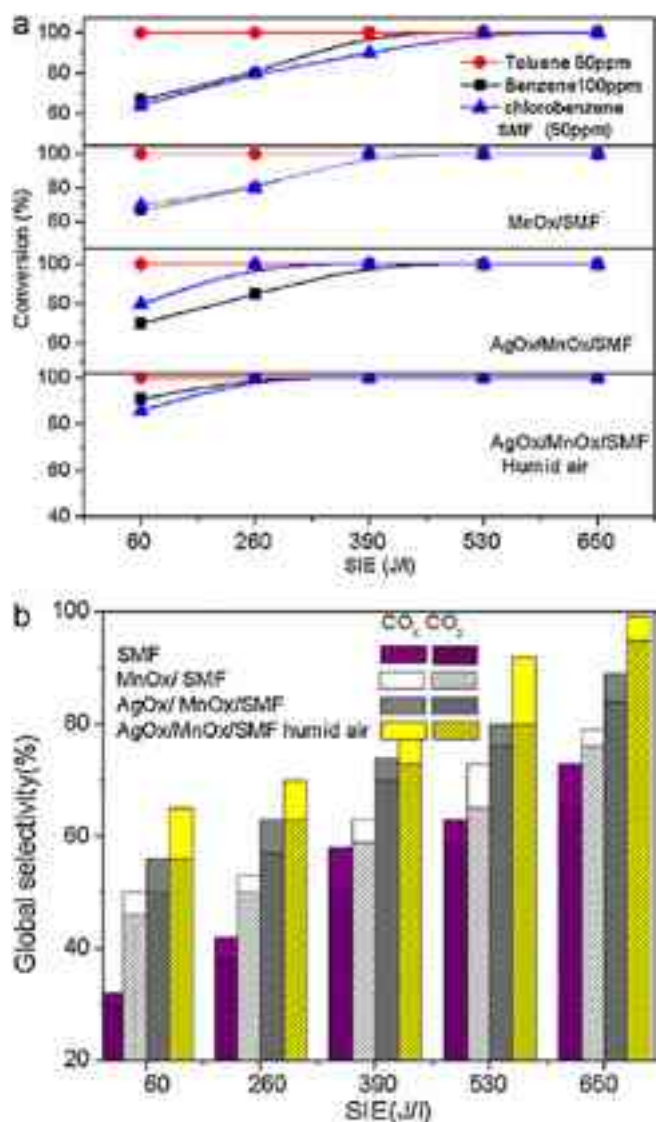 a
100
80
60
Toluene 50ppm
Benzene100ppm
chlorobenzene
SMF (50ppm)
100
80
60
MnOx/SMF
Conversion (%)
100
80
60
AgOx/MnOx/SMF
100
80
60
40
AgOx/MnOx/SMF
Humid air
60 260 390 530 650
SIE (J/l)
b
100
80
60
40
20
Global selectivity(%)
COx CO2
SMF
MnOx/ SMF
AgOx/ MnOx/SMF
AgOx/MnOx/SMF humid air
60 260 390 530 650
SIE(J/l)